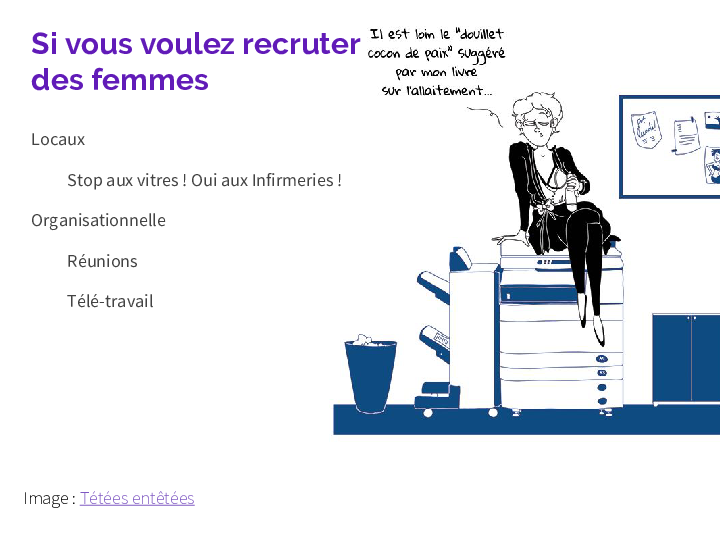 Si vous voulez recruter
des femmes
Il est loin le "douillet
cocon de paix" suggéré
par mon livre
sur l'allaitement...
Locaux
Stop aux vitres ! Oui aux Infirmeries !
Organisationnelle
Réunions
Télé-travail
Image : Tétées entêtées